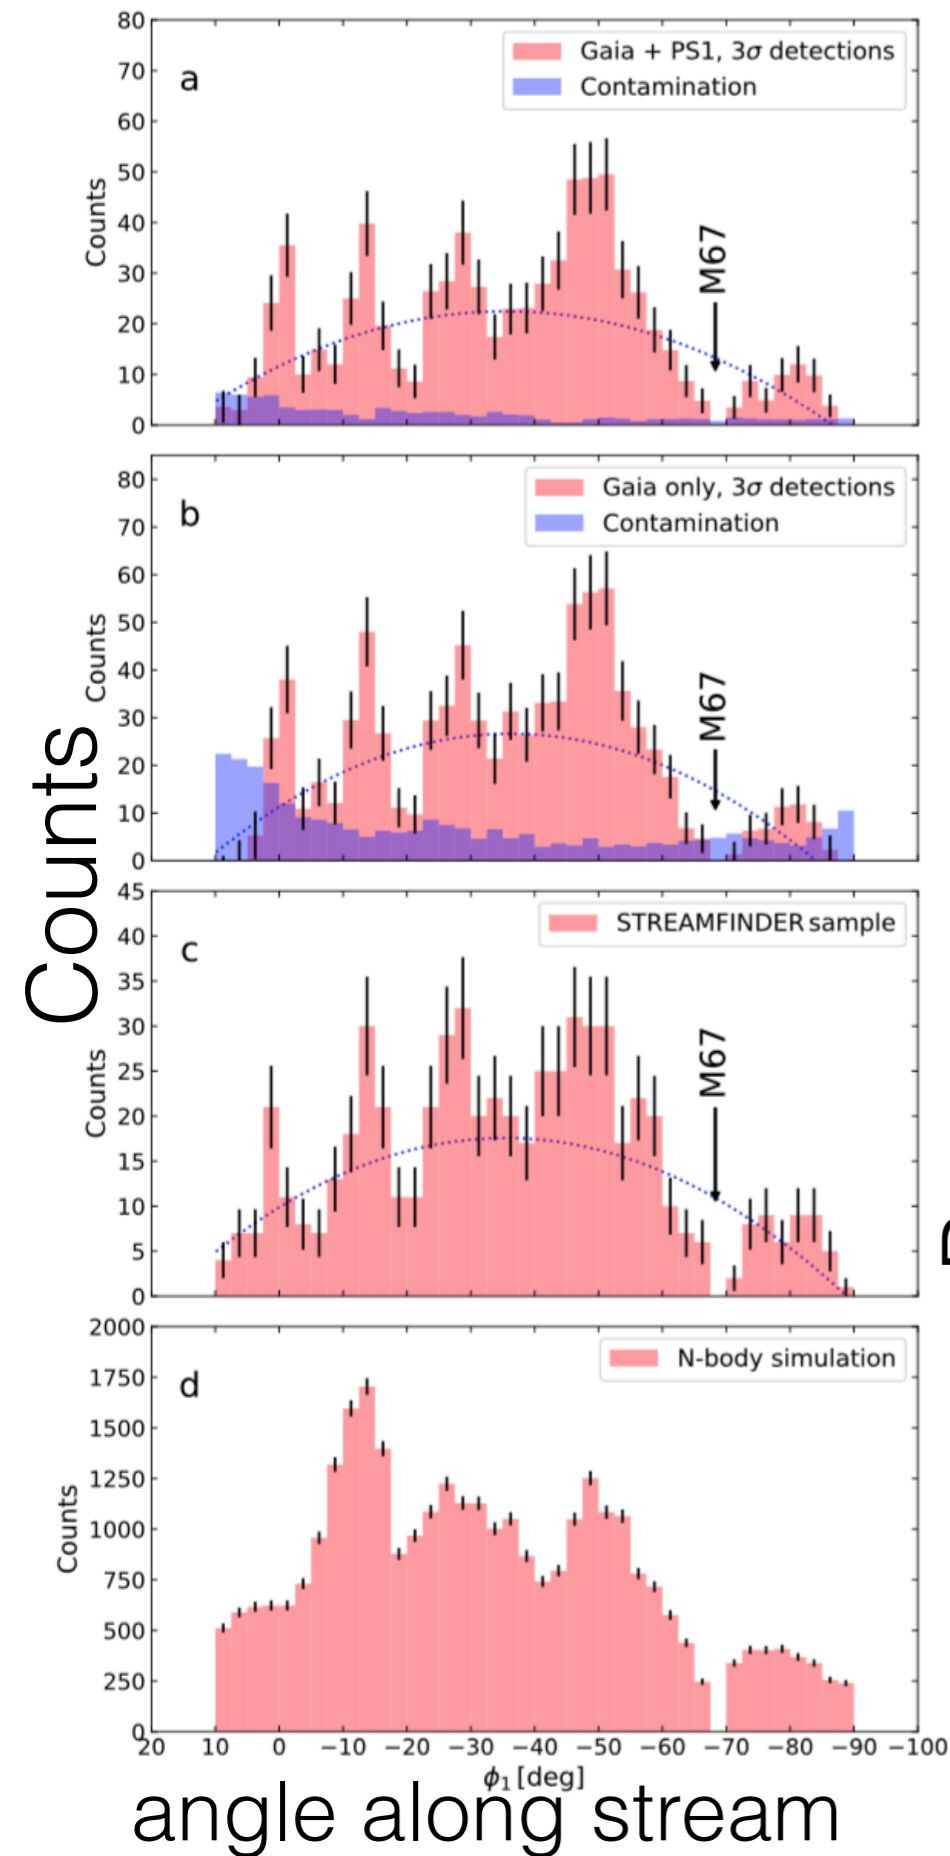 80
70
60
50
40
30
20
10
0
Counts
a
Gaia + PS1, 3σ detections
Contamination
M67
80
70
60
50
40
30
20
10
0
Counts
b
Gaia only, 3σ detections
Contamination
M67
Counts
45
40
35
30
25
20
15
10
5
0
Counts
c
STREAMFINDER sample
M67
2000
1750
1500
1250
1000
750
500
250
0
Counts
d
N-body simulation
20 10 0 −10 −20 −30 −40 −50 −60 −70 −80 −90 −100
ϕ₁ [deg]
angle along stream